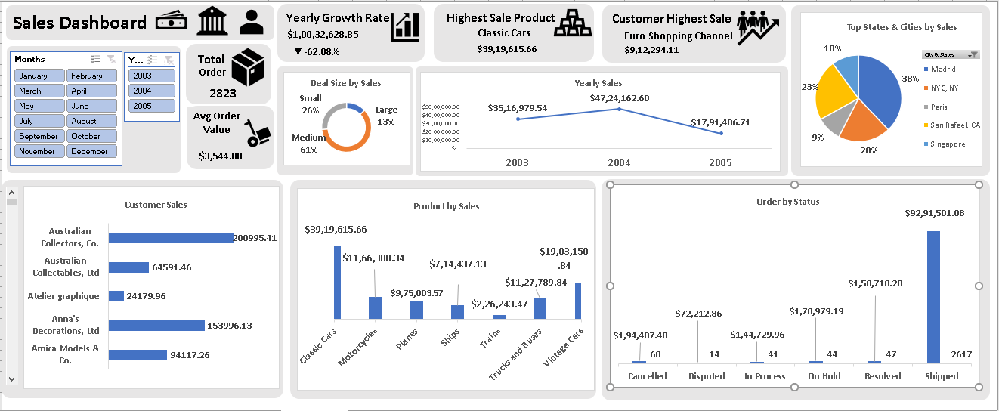 Sales Dashboard
Yearly Growth Rate
$1,00,32,628.85
▼-62.08%
Highest Sale Product
Classic Cars
$39,19,615.66
Customer Highest Sale
Euro Shopping Channel
$9,12,294.11
Months
January February
March April
May June
July August
September October
November December
Y...
2003
2004
2005
Total
Order
2823
Avg Order
Value
$3,544.88
Deal Size by Sales
Small
26%
Large
13%
Medium
61%
Yearly Sales
$50,00,000.00
$40,00,000.00
$30,00,000.00
$20,00,000.00
$10,00,000.00
$-
$35,16,979.54
$47,24,162.60
$17,91,486.71
2003 2004 2005
Top States & Cities by Sales
10%
38%
23%
9%
20%
City & States
Madrid
NYC, NY
Paris
San Rafael, CA
Singapore
Customer Sales
Australian
Collectors, Co.
200995.41
Australian
Collectables, Ltd
64591.46
Atelier graphique
24179.96
Anna's
Decorations, Ltd
153996.13
Amica Models &
Co.
94117.26
Product by Sales
$39,19,615.66
$11,66,388.34
$9,75,003.57
$7,14,437.13
$2,26,243.47
$11,27,789.84
$19,03,150
.84
Classic Cars
Motorcycles
Planes
Ships
Trains
Trucks and Buses
Vintage Cars
Order by Status
$1,94,487.48
$72,212.86
$1,44,729.96
$1,78,979.19
$1,50,718.28
$92,91,501.08
60 14 41 44 47 2617
Cancelled Disputed In Process On Hold Resolved Shipped